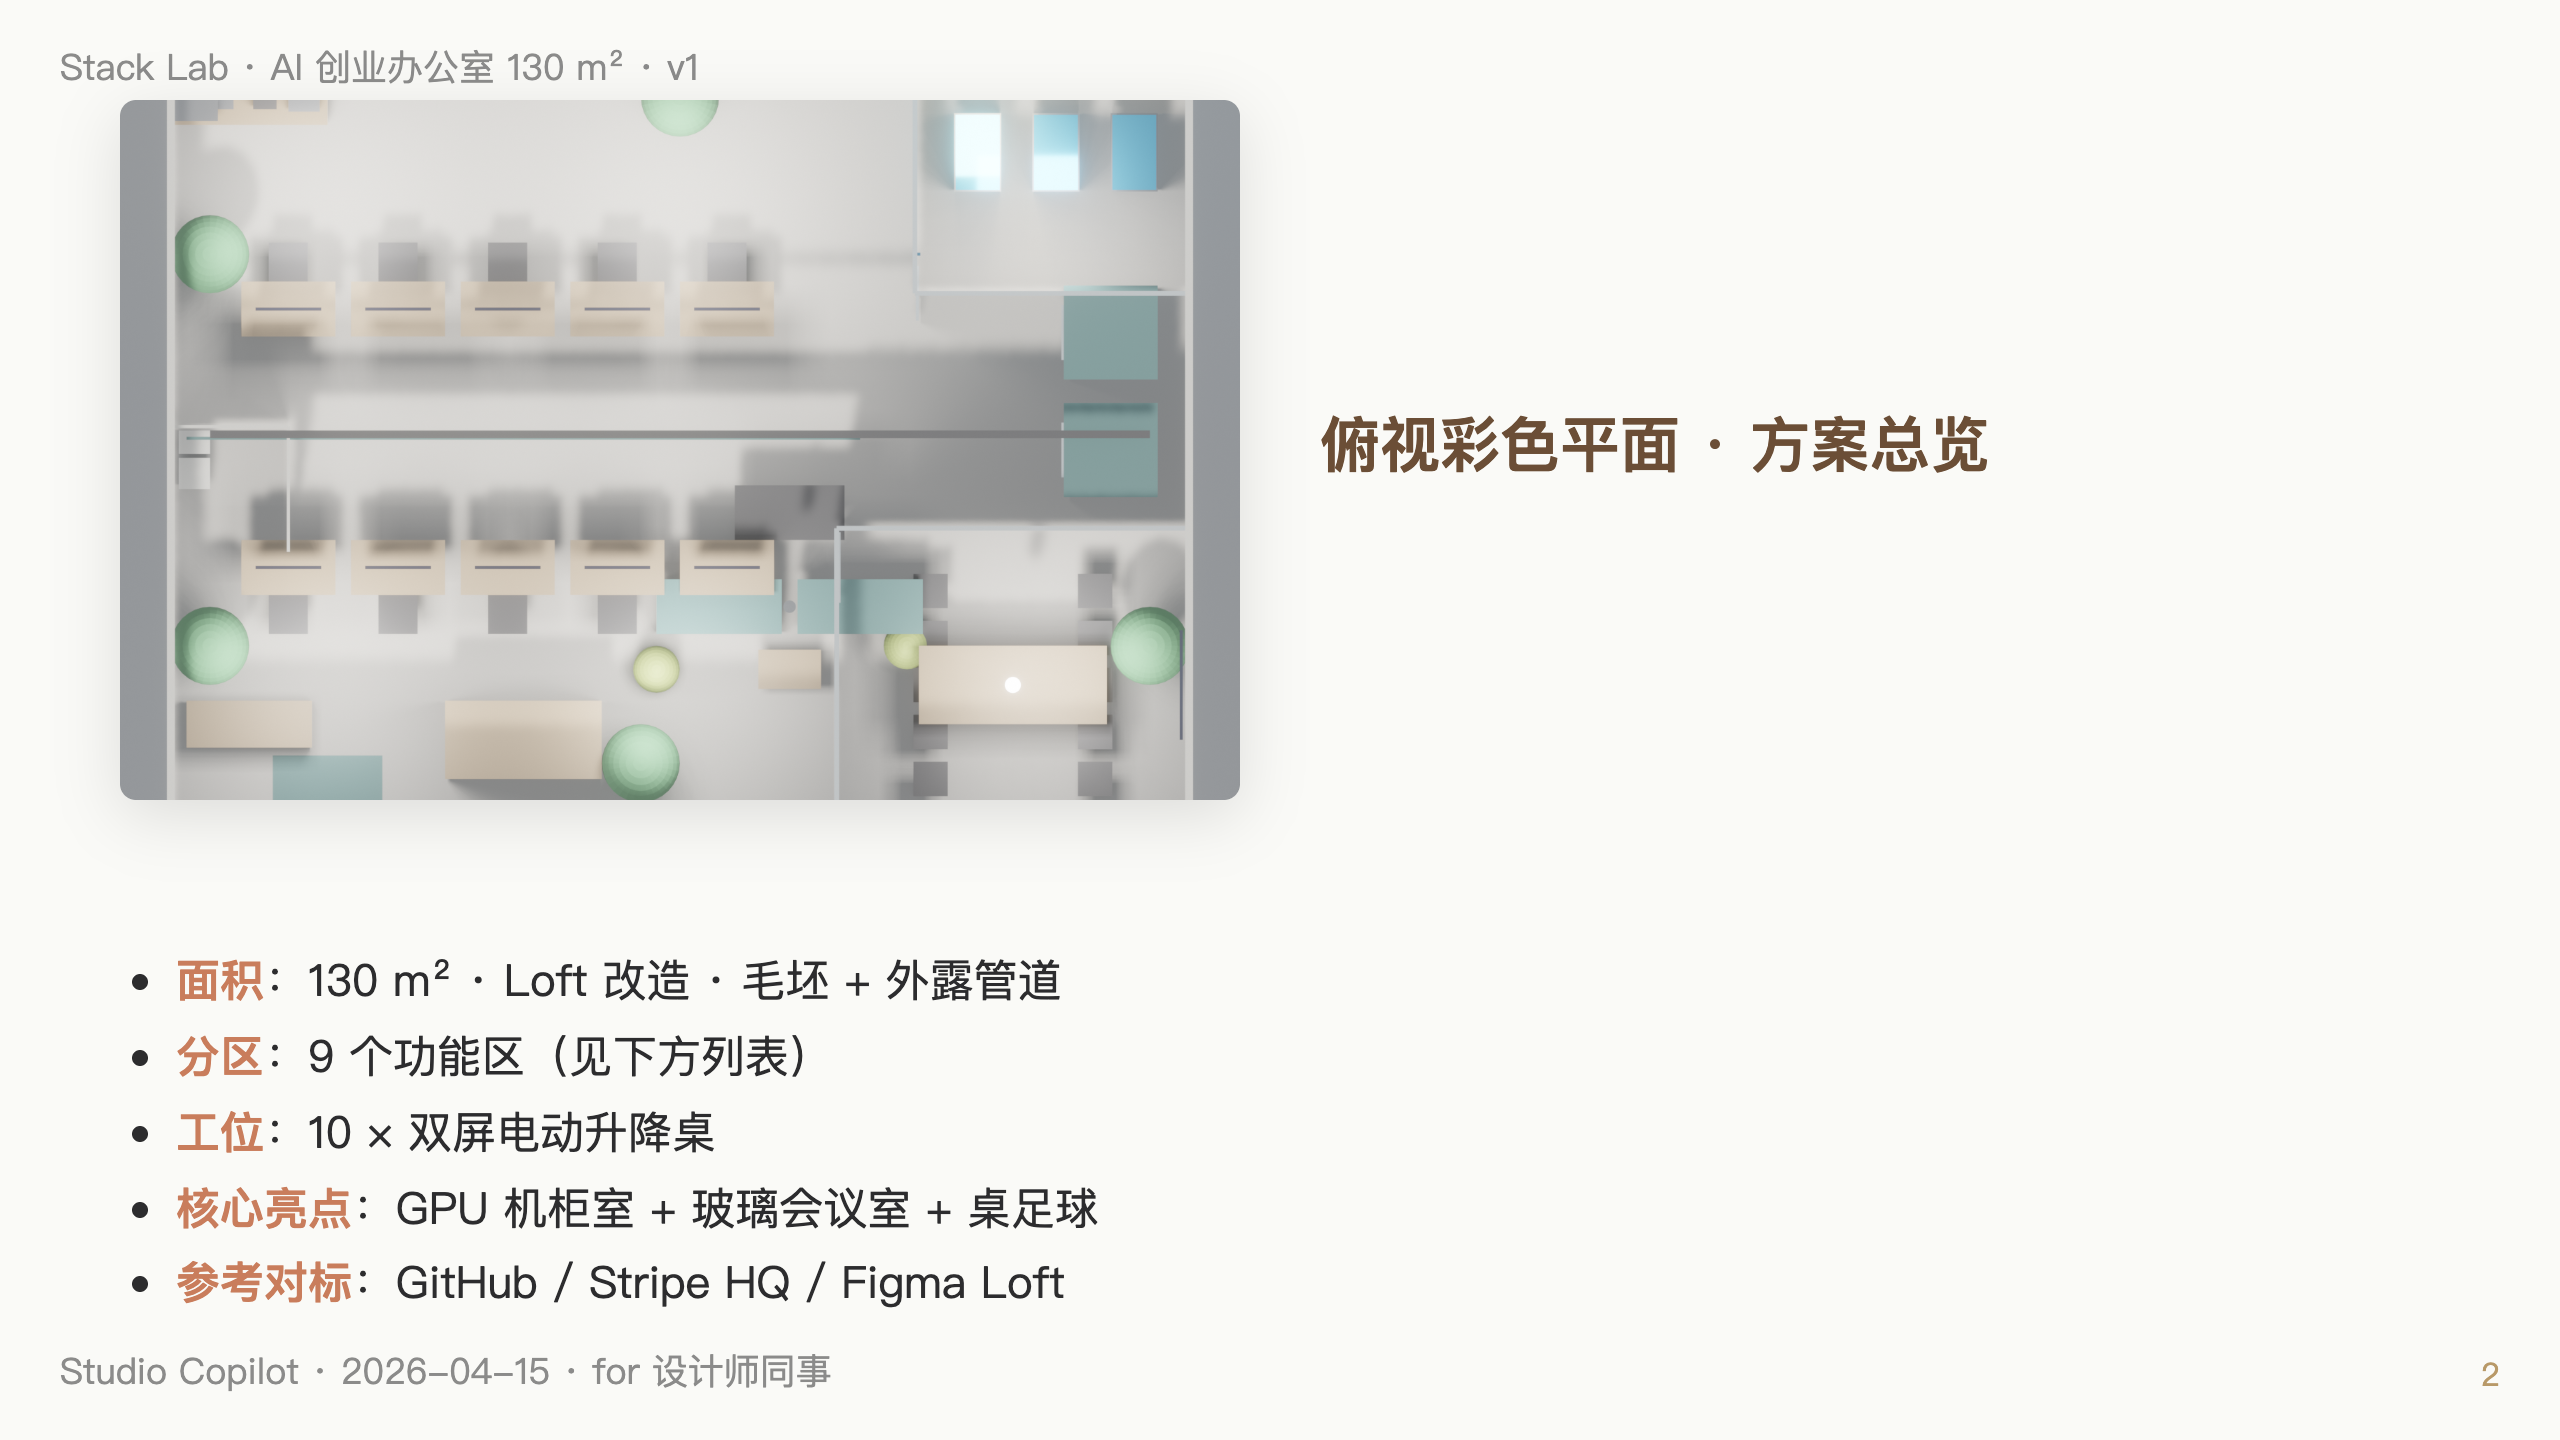 Stack Lab · AI 创业办公室 130 m² · v1
俯视彩色平面 · 方案总览
• 面积：130 m² · Loft 改造 · 毛坯 + 外露管道
• 分区：9 个功能区（见下方列表）
• 工位：10 × 双屏电动升降桌
• 核心亮点：GPU 机柜室 + 玻璃会议室 + 桌足球
• 参考对标：GitHub / Stripe HQ / Figma Loft
Studio Copilot · 2026-04-15 · for 设计师同事
2